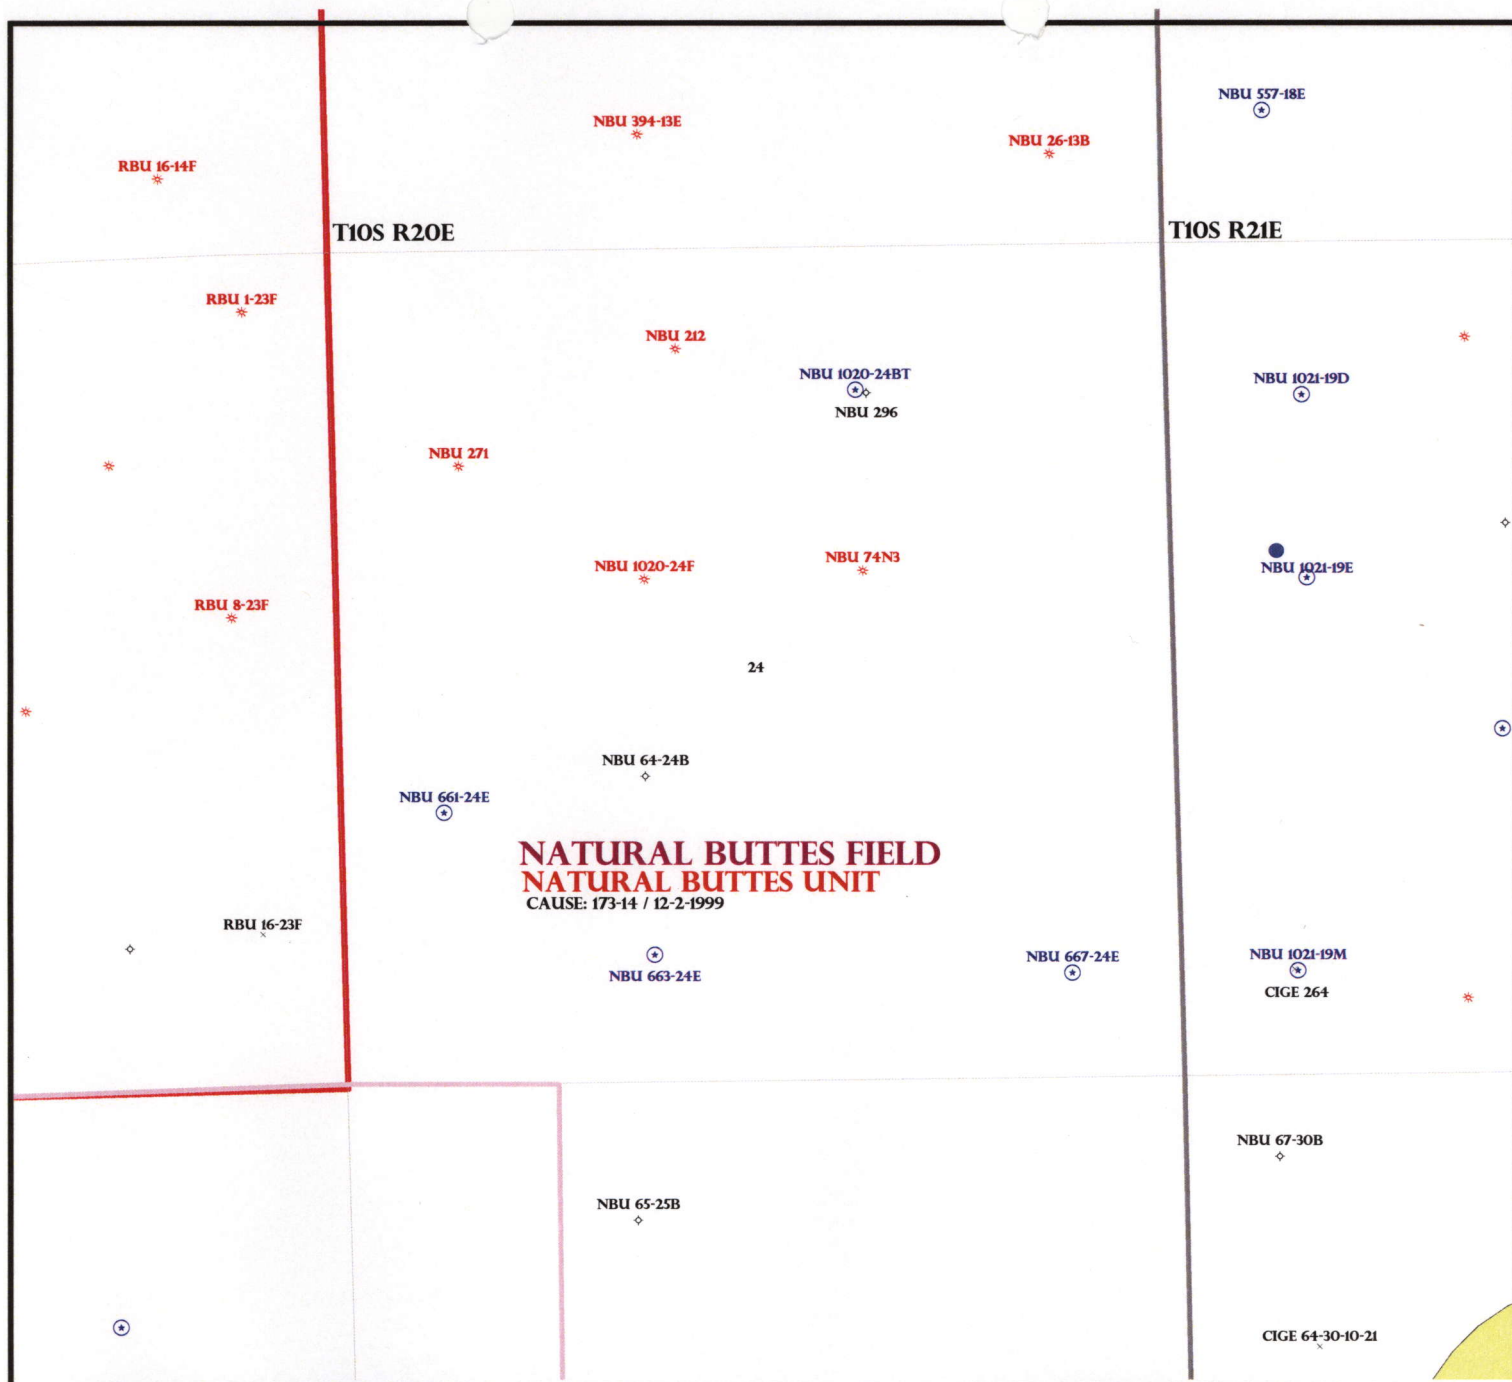 NBU 557-18E
NBU 394-13E
NBU 26-13B
RBU 16-14F
T10S R20E
T10S R21E
RBU 1-23F
NBU 212
NBU 1020-24BT
NBU 1021-19D
NBU 296
NBU 271
NBU 1020-24F
NBU 74N3
NBU 1021-19E
RBU 8-23F
24
NBU 64-24B
NBU 661-24E
NATURAL BUTTES FIELD
NATURAL BUTTES UNIT
CAUSE: 173-14 / 12-2-1999
RBU 16-23F
NBU 663-24E
NBU 667-24E
NBU 1021-19M
CIGE 264
NBU 67-30B
NBU 65-25B
CIGE 64-30-10-21